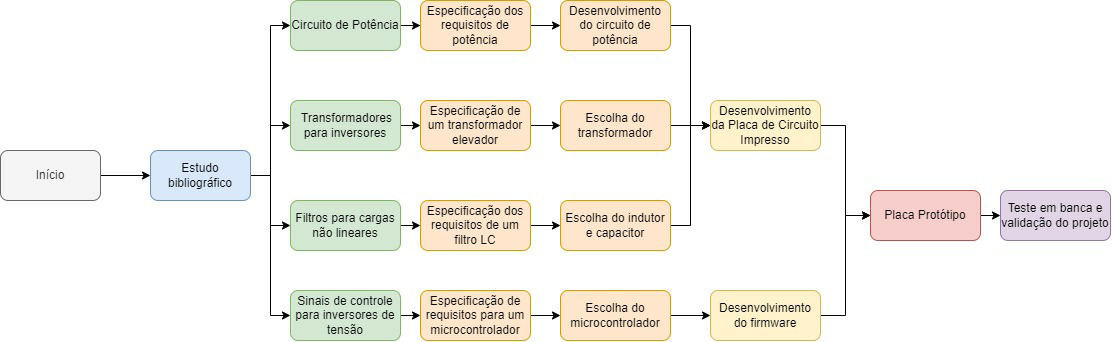 Início
Estudo
bibliográfico
Circuito de Potência
Especificação dos
requisitos de
potência
Desenvolvimento
do circuito de
potência
Transformadores
para inversores
Especificação de
um transformador
elevador
Escolha do
transformador
Desenvolvimento
da Placa de Circuito
Impresso
Filtros para cargas
não lineares
Especificação dos
requisitos de um
filtro LC
Escolha do indutor
e capacitor
Sinais de controle
para inversores de
tensão
Especificação de
requisitos para um
microcontrolador
Escolha do
microcontrolador
Desenvolvimento
do firmware
Placa Protótipo
Teste em banca e
validação do projeto